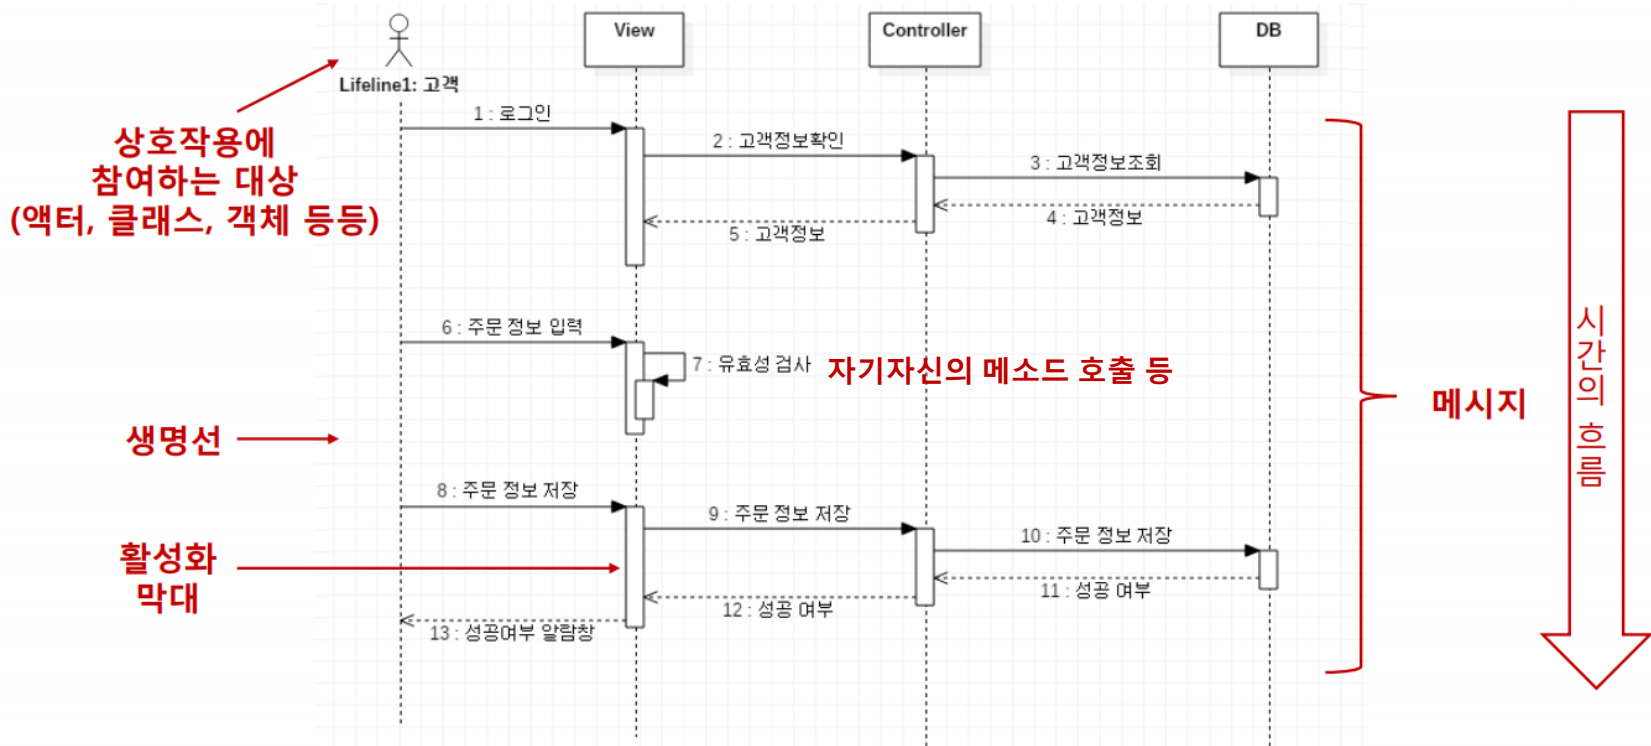 View
Controller
DB
Lifeline1: 고객
상호작용에
참여하는 대상
(액터, 클래스, 객체 등등)
1 : 로그인
2 : 고객정보확인
3 : 고객정보조회
4 : 고객정보
5 : 고객정보
6 : 주문 정보 입력
7 : 유효성 검사
자기자신의 메소드 호출 등
메시지
시간의 흐름
생명선
8 : 주문 정보 저장
9 : 주문 정보 저장
10 : 주문 정보 저장
활성화
막대
11 : 성공 여부
12 : 성공 여부
13 : 성공여부 알람창